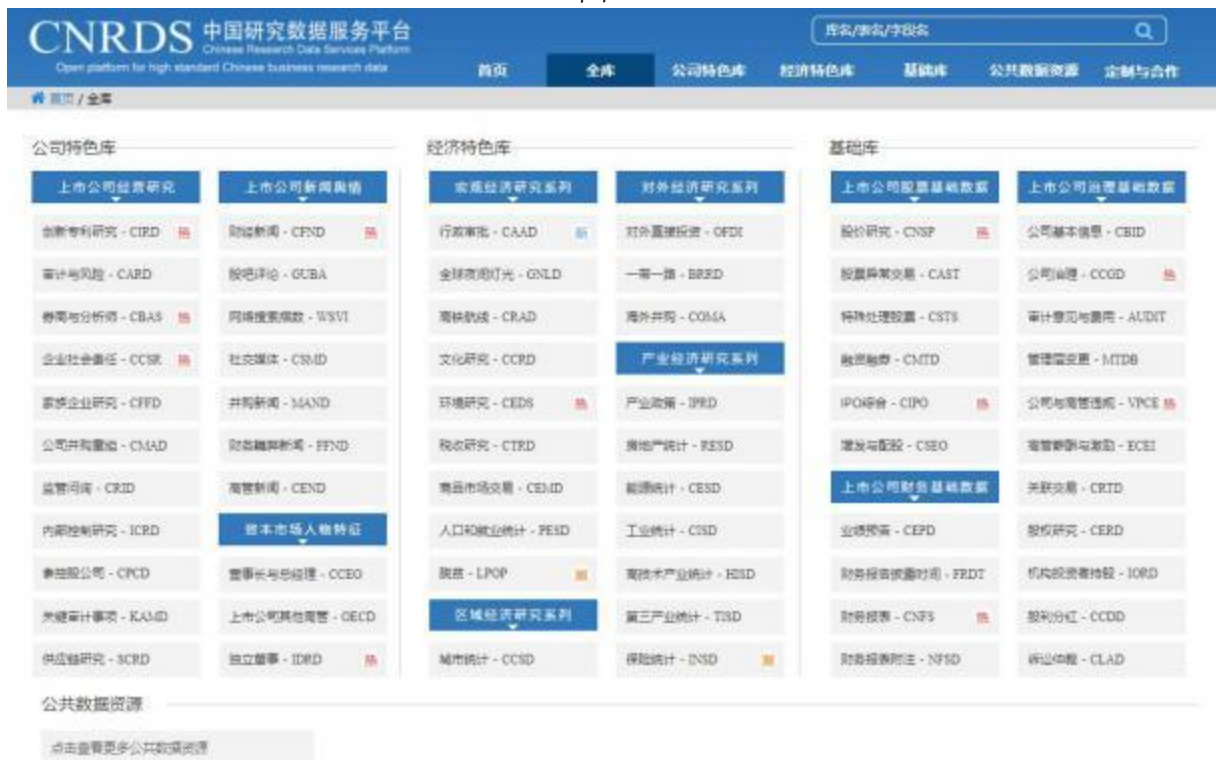 CNRDS 中国研究数据服务平台
Chinese Research Data Services Platform
Open platform for high standard Chinese business research data
库名/表名/字段名
首页 全库 公司特色库 经济特色库 基础库 公共数据资源 定制与合作
首页 / 全库
公司特色库 经济特色库 基础库
上市公司经营研究 上市公司新闻舆情 宏观经济研究系列 对外经济研究系列 上市公司股票基础数据 上市公司治理基础数据
创新专利研究 - CIRD 热 财经新闻 - CFND 热 行政审批 - CAAD 新 对外直接投资 - OFDI 股价研究 - CNSP 热 公司基本信息 - CBID
审计与风险 - CARD 股吧评论 - GUBA 全球夜间灯光 - GNLD 一带一路 - BRRD 股票异常交易 - CAST 公司治理 - CCGD 热
券商与分析师 - CBAS 热 网络搜索指数 - WSVI 高铁航线 - CRAD 海外并购 - COMA 特殊处理股票 - CSTS 审计意见与费用 - AUDIT
企业社会责任 - CCSR 热 社交媒体 - CSMD 文化研究 - CCRD 产业经济研究系列 融资融券 - CMTD 管理层变更 - MTDB
家族企业研究 - CFFD 并购新闻 - MAND 环境研究 - CEDS 热 产业政策 - IPRD IPO综合 - CIPO 热 公司与高管违规 - VPCE 热
公司并购重组 - CMAD 财务舞弊新闻 - FFND 税收研究 - CTRD 房地产统计 - RESD 增发与配股 - CSEO 高管薪酬与激励 - ECEI
监管问询 - CRID 高管新闻 - CEND 商品市场交易 - CEMD 能源统计 - CESD 上市公司财务基础数据 关联交易 - CRTD
内部控制研究 - ICRD 资本市场人物特征 人口和就业统计 - PESD 工业统计 - CISD 业绩预告 - CEPD 股权研究 - CERD
参控股公司 - CPCD 董事长与总经理 - CCEO 脱贫 - LPOP 高技术产业统计 - HISD 财务报告披露时间 - FRDT 机构投资者持股 - IORD
关键审计事项 - KAMD 上市公司其他高管 - OECD 区域经济研究系列 第三产业统计 - TISD 财务报表 - CNFS 热 股利分红 - CCDD
供应链研究 - SCRD 独立董事 - IDRD 热 城市统计 - CCSD 保险统计 - INSD 财务报表附注 - NFSD 诉讼仲裁 - CLAD
公共数据资源
点击查看更多公共数据资源